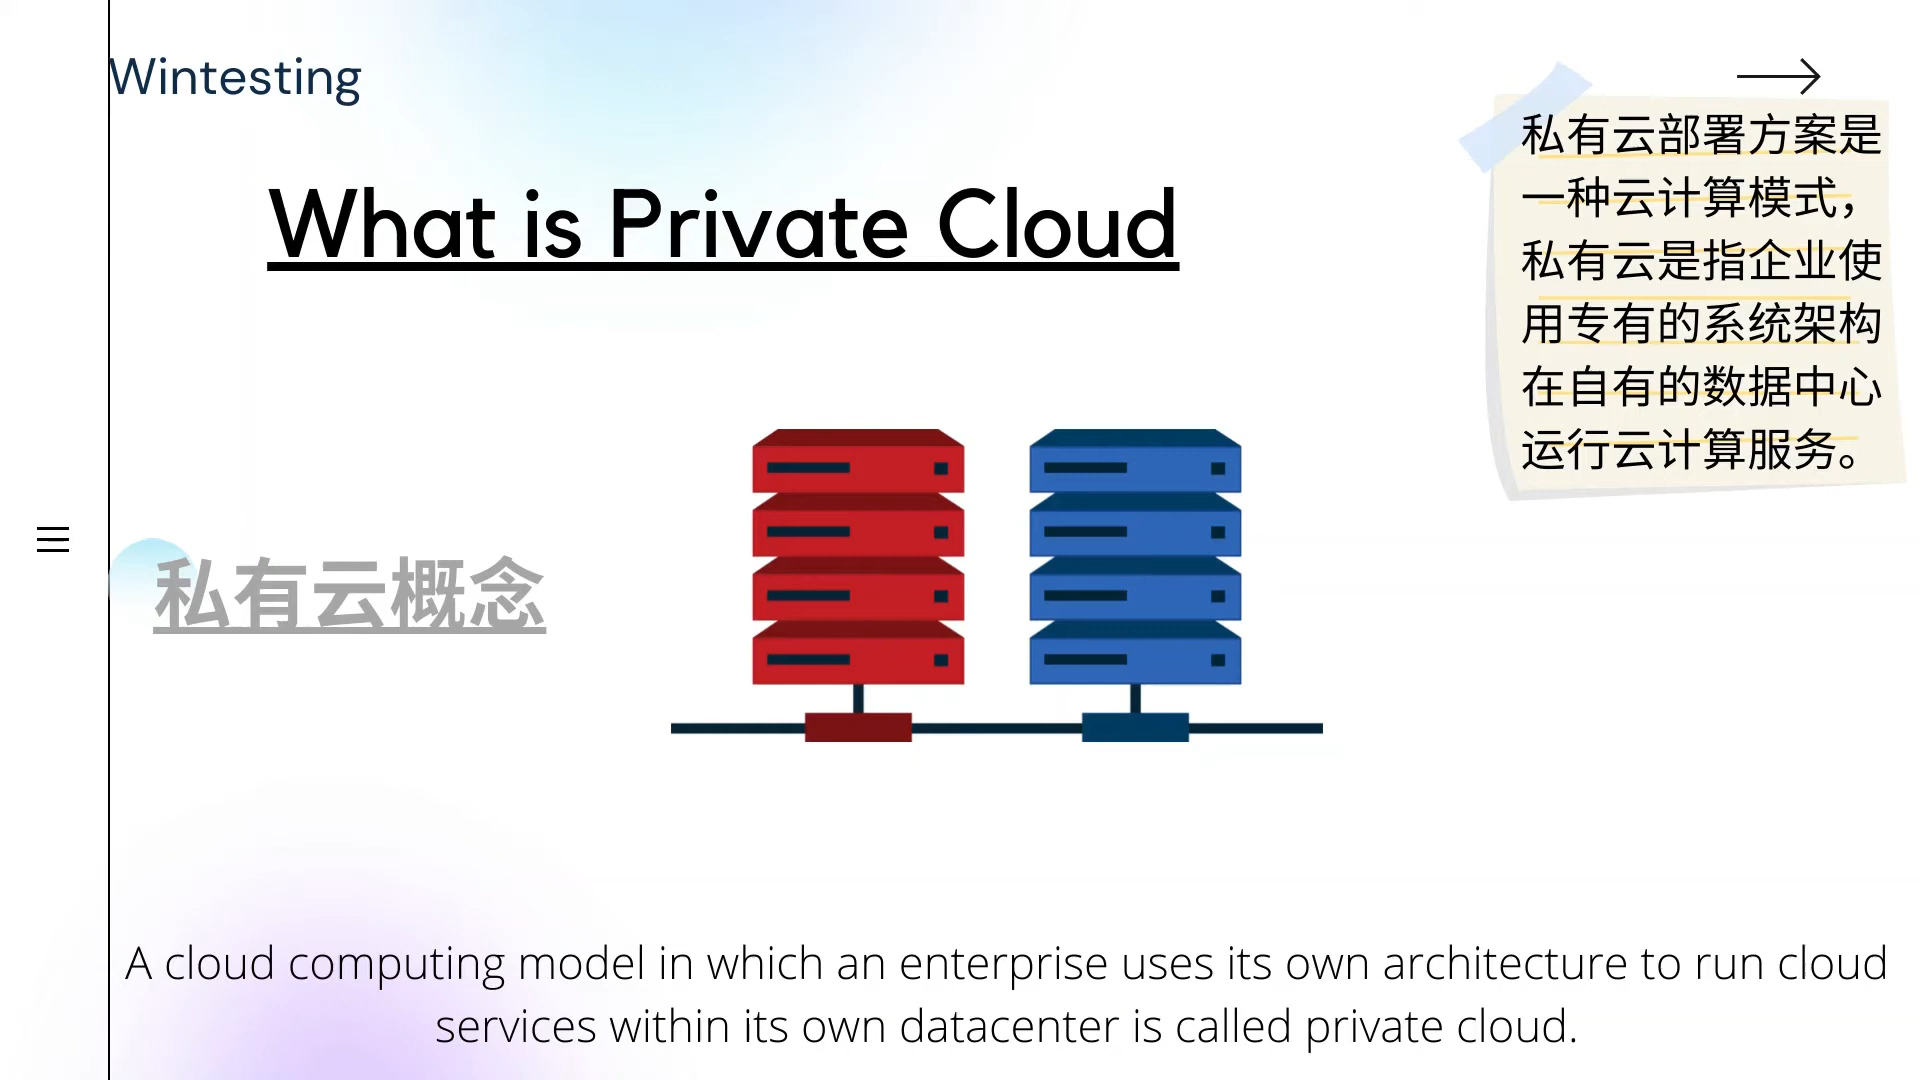 Wintesting
What is Private Cloud
私有云部署方案是
一种云计算模式，
私有云是指企业使
用专有的系统架构
在自有的数据中心
运行云计算服务。
私有云概念
A cloud computing model in which an enterprise uses its own architecture to run cloud
services within its own datacenter is called private cloud.